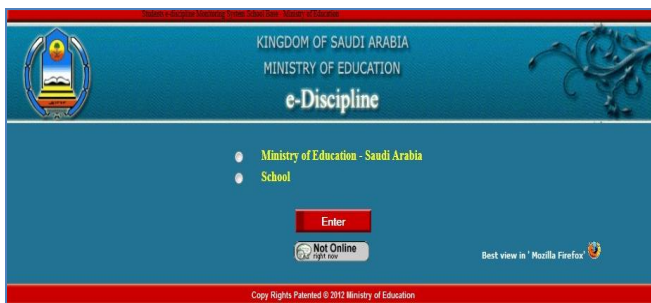 Students e-discipline Monitoring System School Base - Ministry of Education
KINGDOM OF SAUDI ARABIA
MINISTRY OF EDUCATION
e-Discipline
Ministry of Education - Saudi Arabia
School
Enter
Not Online
right now
Best view in ' Mozilla Firefox'
Copy Rights Patented © 2012 Ministry of Education